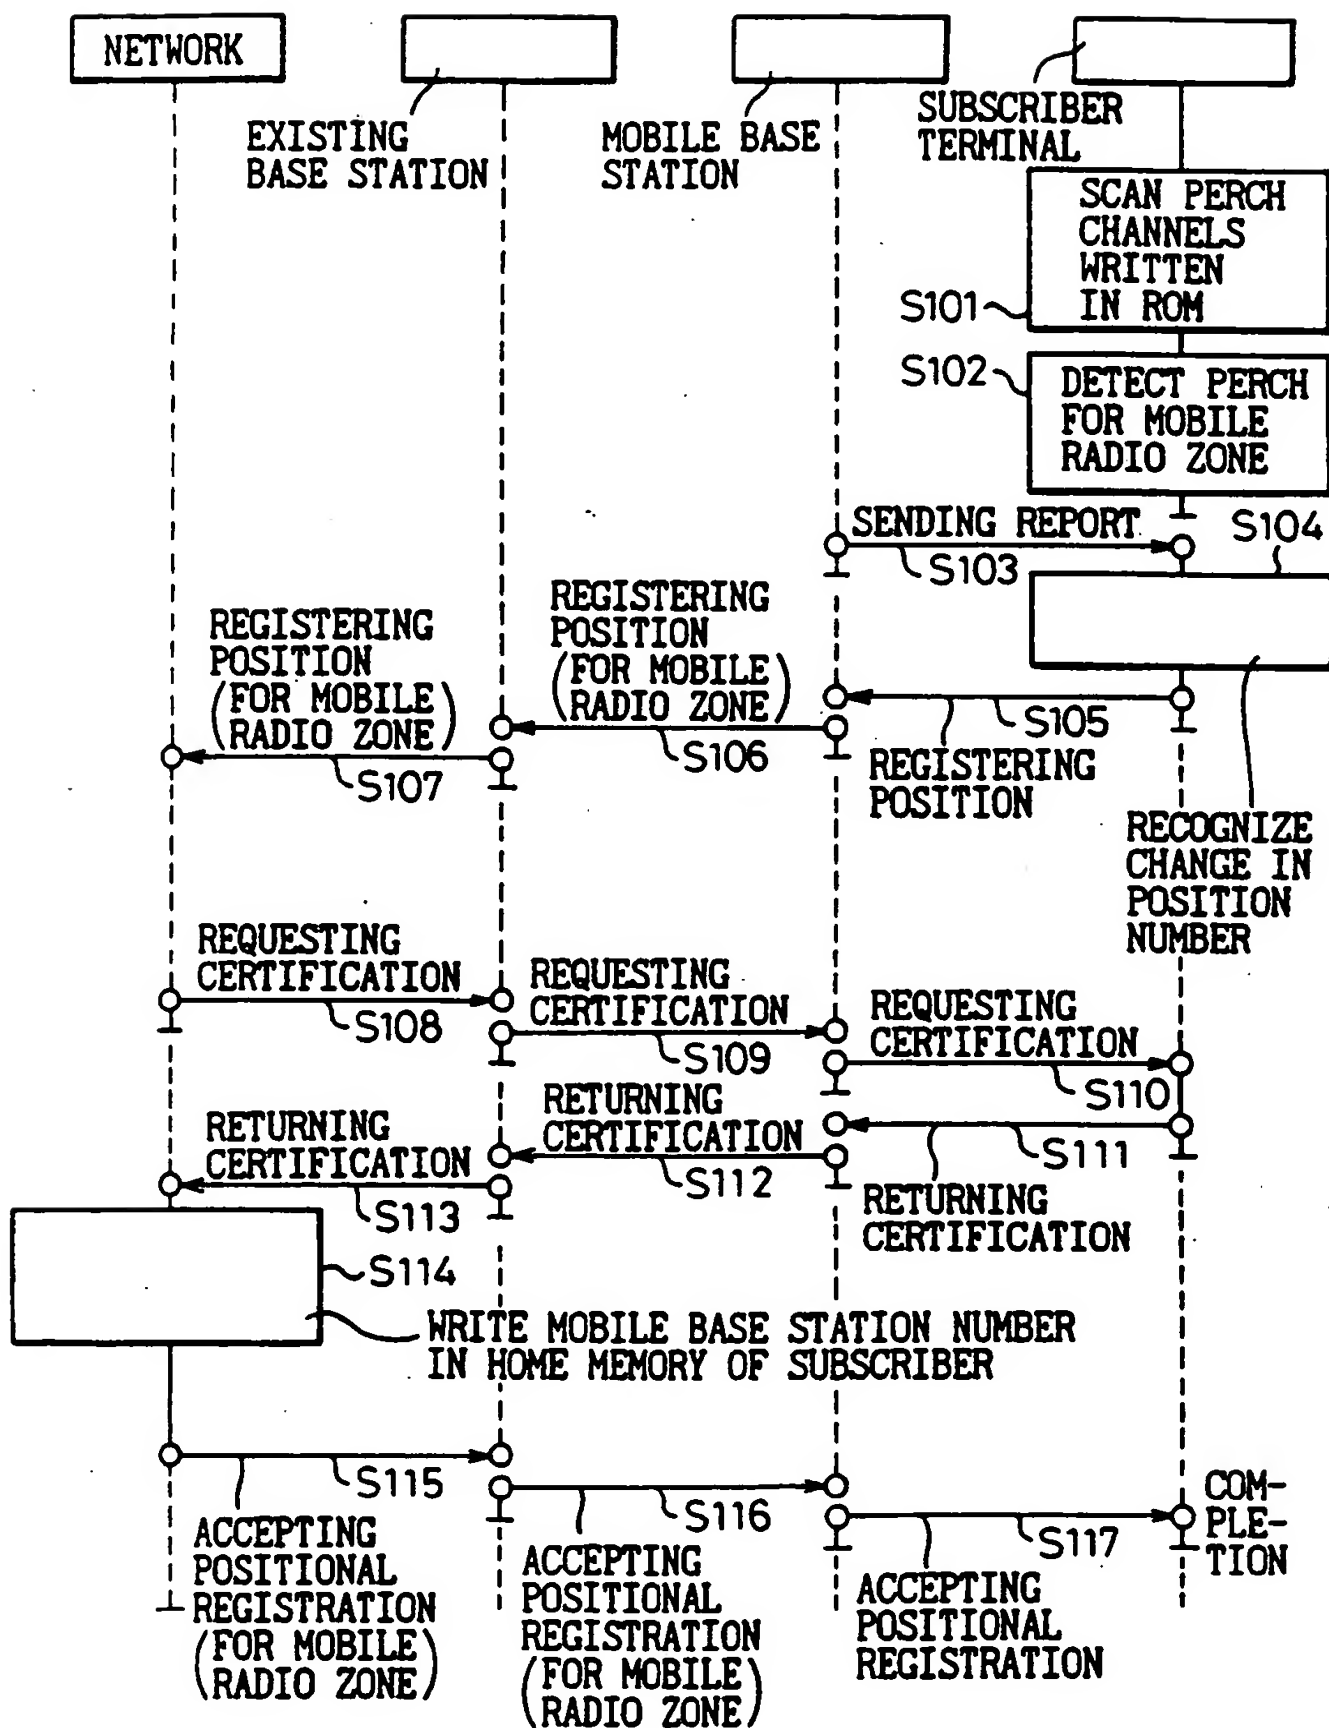 NETWORK
EXISTING
BASE STATION
MOBILE BASE
STATION
SUBSCRIBER
TERMINAL
SCAN PERCH
CHANNELS
WRITTEN
IN ROM
S101
S102
DETECT PERCH
FOR MOBILE
RADIO ZONE
SENDING REPORT
S103
S104
REGISTERING
POSITION
(FOR MOBILE)
(RADIO ZONE)
S107
REGISTERING
POSITION
(FOR MOBILE)
(RADIO ZONE)
S106
S105
REGISTERING
POSITION
RECOGNIZE
CHANGE IN
POSITION
NUMBER
REQUESTING
CERTIFICATION
S108
REQUESTING
CERTIFICATION
S109
REQUESTING
CERTIFICATION
S110
RETURNING
CERTIFICATION
S113
RETURNING
CERTIFICATION
S112
S111
RETURNING
CERTIFICATION
S114
WRITE MOBILE BASE STATION NUMBER
IN HOME MEMORY OF SUBSCRIBER
S115
ACCEPTING
POSITIONAL
REGISTRATION
(FOR MOBILE)
(RADIO ZONE)
S116
ACCEPTING
POSITIONAL
REGISTRATION
(FOR MOBILE)
(RADIO ZONE)
S117
ACCEPTING
POSITIONAL
REGISTRATION
COM-
PLE-
TION